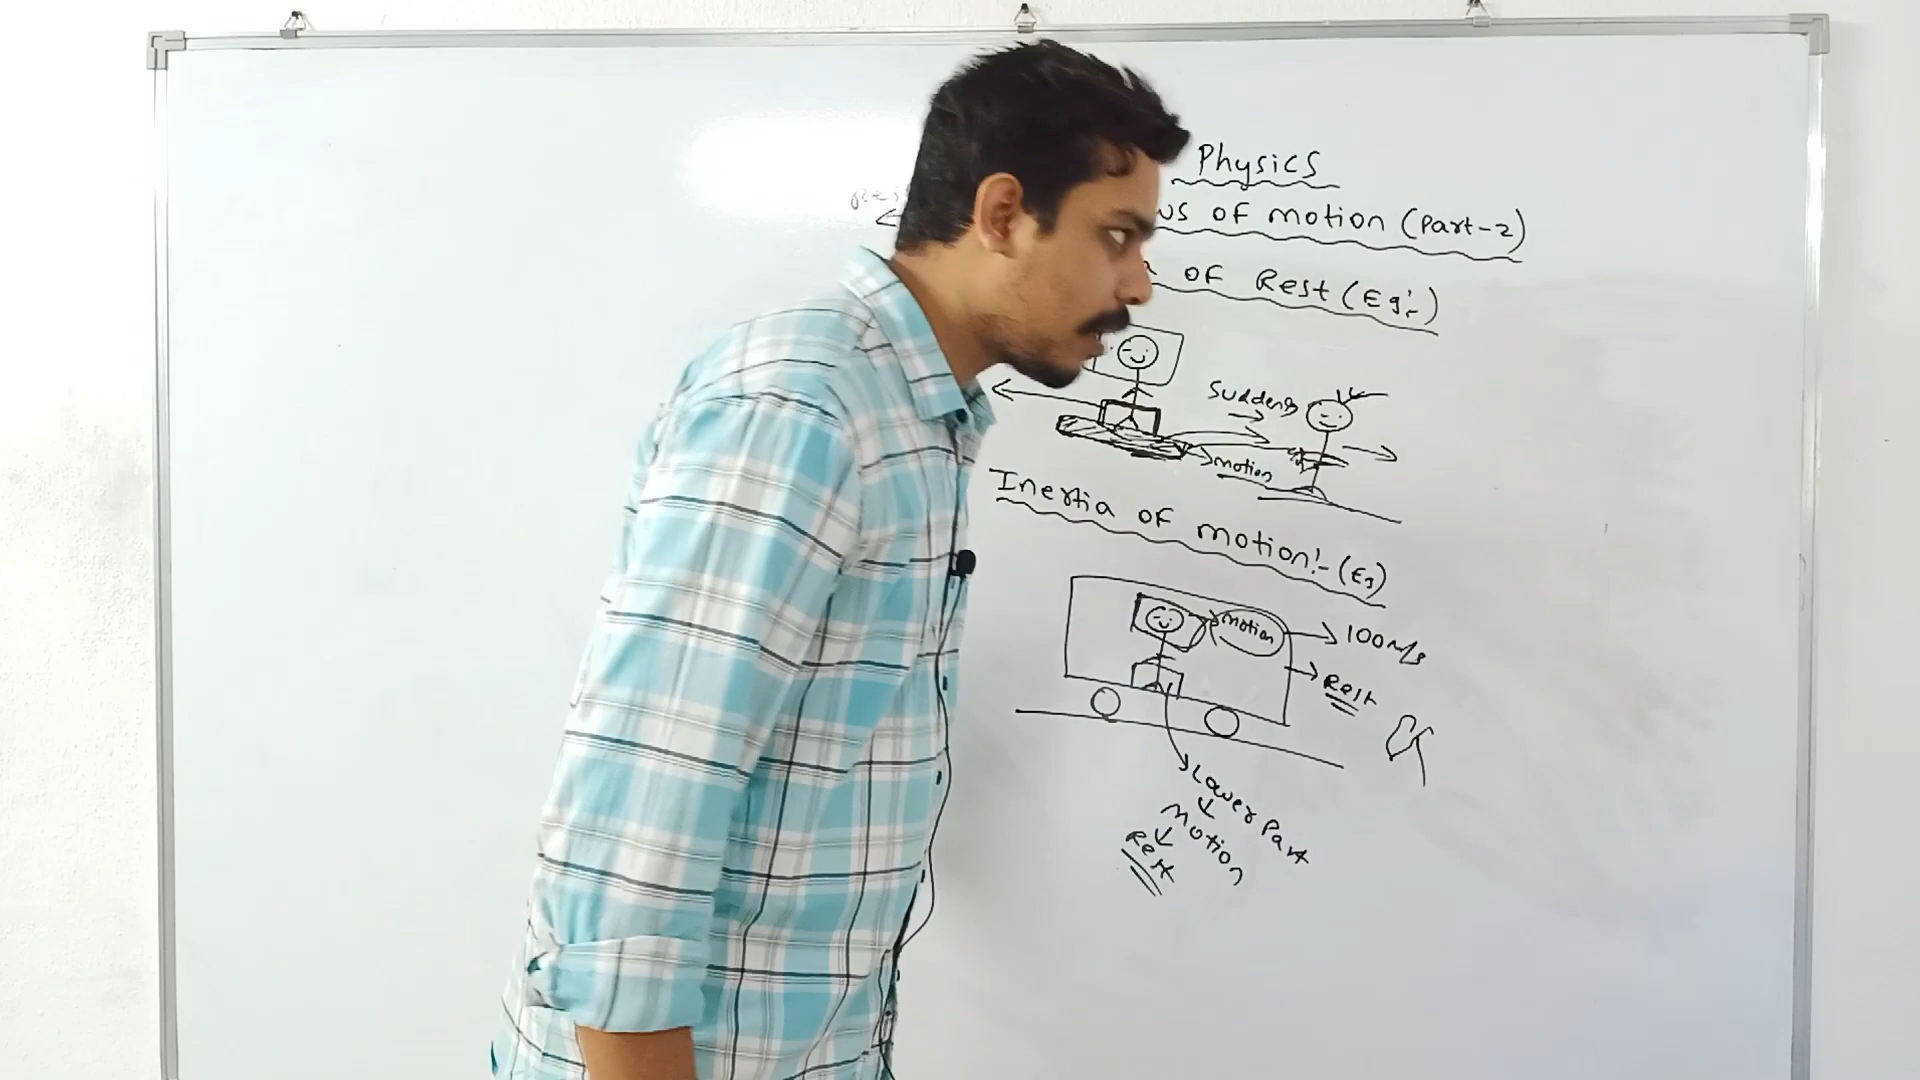 Physics
ws of motion (Part-2)
of Rest (Eg:-)
Suddenly
motion
Inertia of motion:- (Eg)
motion
100m/s
Rest
Lower Part
motion
Rest